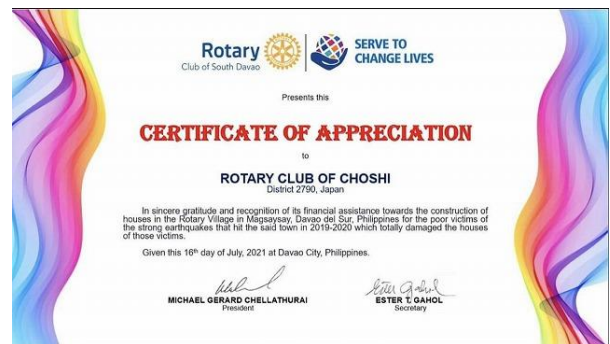 Rotary
Club of South Davao
SERVE TO
CHANGE LIVES
Presents this
CERTIFICATE OF APPRECIATION
to
ROTARY CLUB OF CHOSHI
District 2790, Japan
In sincere gratitude and recognition of its financial assistance towards the construction of
houses in the Rotary Village in Magsaysay, Davao del Sur, Philippines for the poor victims of
the strong earthquakes that hit the said town in 2019-2020 which totally damaged the houses
of those victims.
Given this 16th day of July, 2021 at Davao City, Philippines.
MICHAEL GERARD CHELLATHURAI
President
Ester Gahol
ESTER T. GAHOL
Secretary